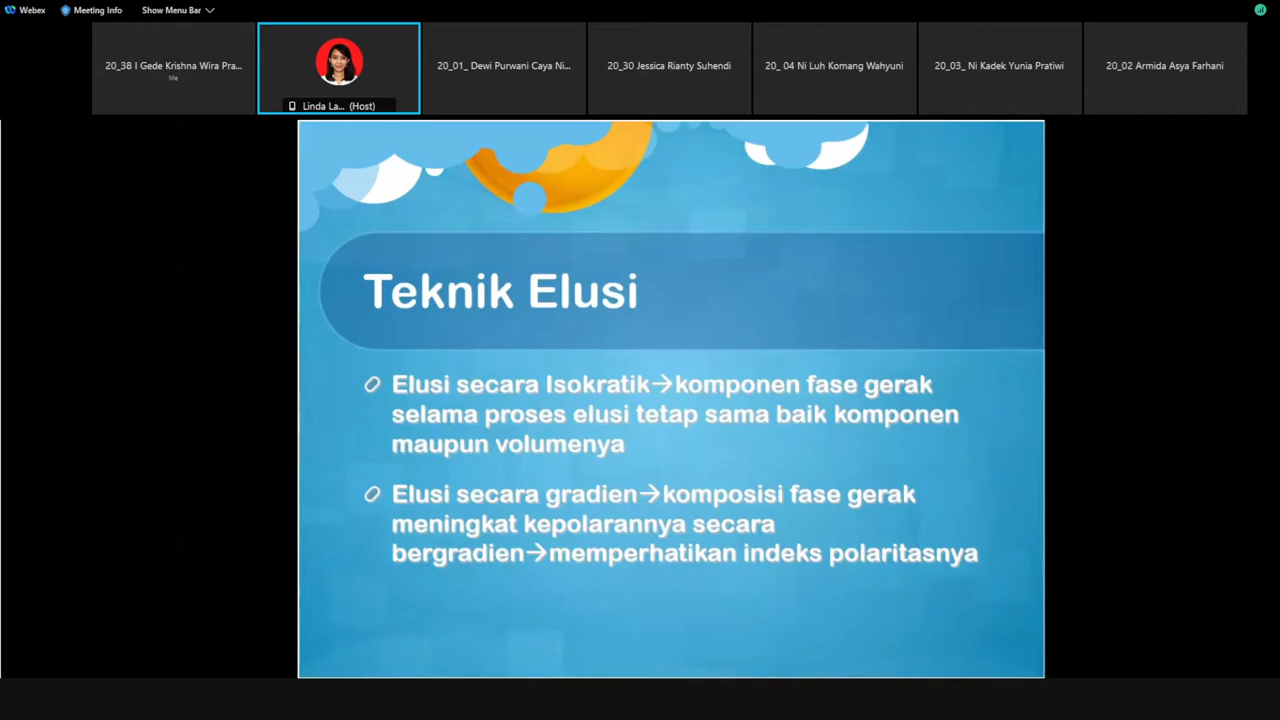 Webex Meeting Info Show Menu Bar
20_38 I Gede Krishna Wira Pra...
Me
Linda La... (Host)
20_01_ Dewi Purwani Caya Ni...
20_30 Jessica Rianty Suhendi
20_ 04 Ni Luh Komang Wahyuni
20_03_ Ni Kadek Yunia Pratiwi
20_02 Armida Asya Farhani
Teknik Elusi
Elusi secara Isokratik→komponen fase gerak
selama proses elusi tetap sama baik komponen
maupun volumenya
Elusi secara gradien→komposisi fase gerak
meningkat kepolarannya secara
bergradien→memperhatikan indeks polaritasnya